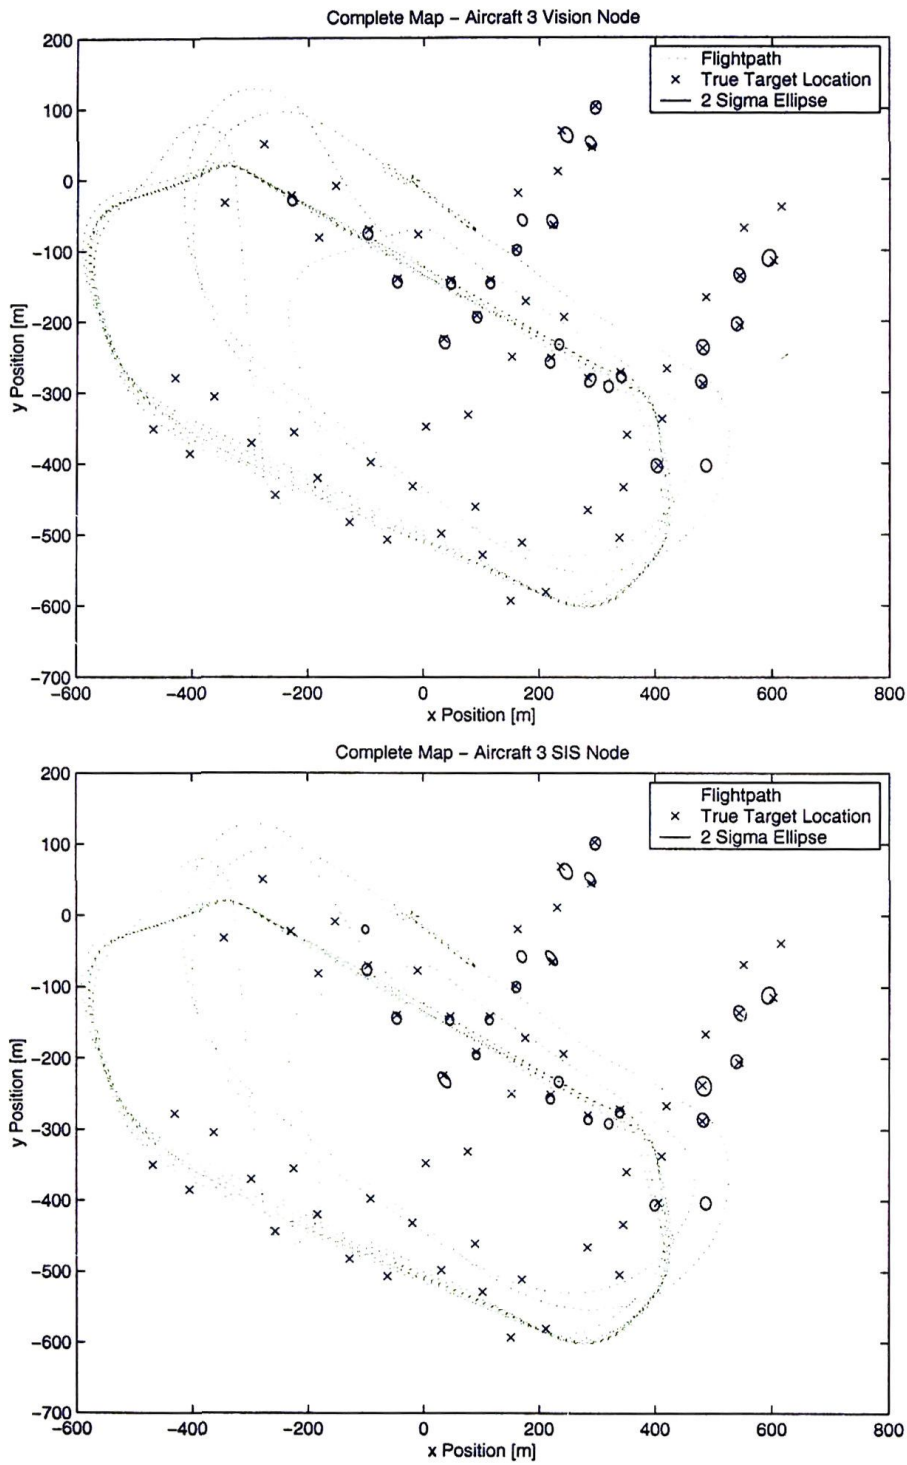 Complete Map – Aircraft 3 Vision Node
200
100
0
−100
−200
−300
−400
−500
−600
−700
y Position [m]
Flightpath
True Target Location
2 Sigma Ellipse
−600 −400 −200 0 200 400 600 800
x Position [m]
Complete Map – Aircraft 3 SIS Node
200
100
0
−100
−200
−300
−400
−500
−600
−700
y Position [m]
Flightpath
True Target Location
2 Sigma Ellipse
−600 −400 −200 0 200 400 600 800
x Position [m]